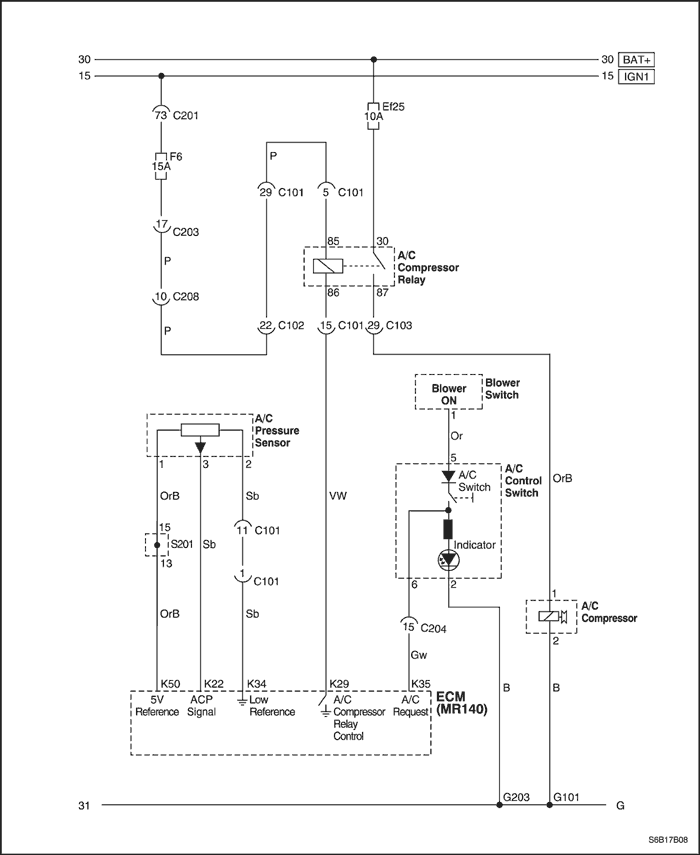 30 30 BAT+
15 15 IGN1
73 C201
Ef25
10A
F6
15A
P
29 C101 5 C101
17
C203
85 30
P
A/C
Compressor
Relay
10 C208
86 87
P
22 C102 15 C101 29 C103
Blower
ON
Blower
Switch
1
Or
5
A/C
Pressure
Sensor
1 3 2
A/C
Switch
A/C
Control
Switch
OrB
OrB Sb VW
15
S201
13
Sb
11 C101
Indicator
1 C101
6 2
1
A/C
Compressor
2
OrB Sb
15 C204
Gw
B B
K50 K22 K34 K29 K35
ECM
(MR140)
5V
Reference
ACP
Signal
Low
Reference
A/C
Compressor
Relay
Control
A/C
Request
31 G203 G101 G
S6B17B08